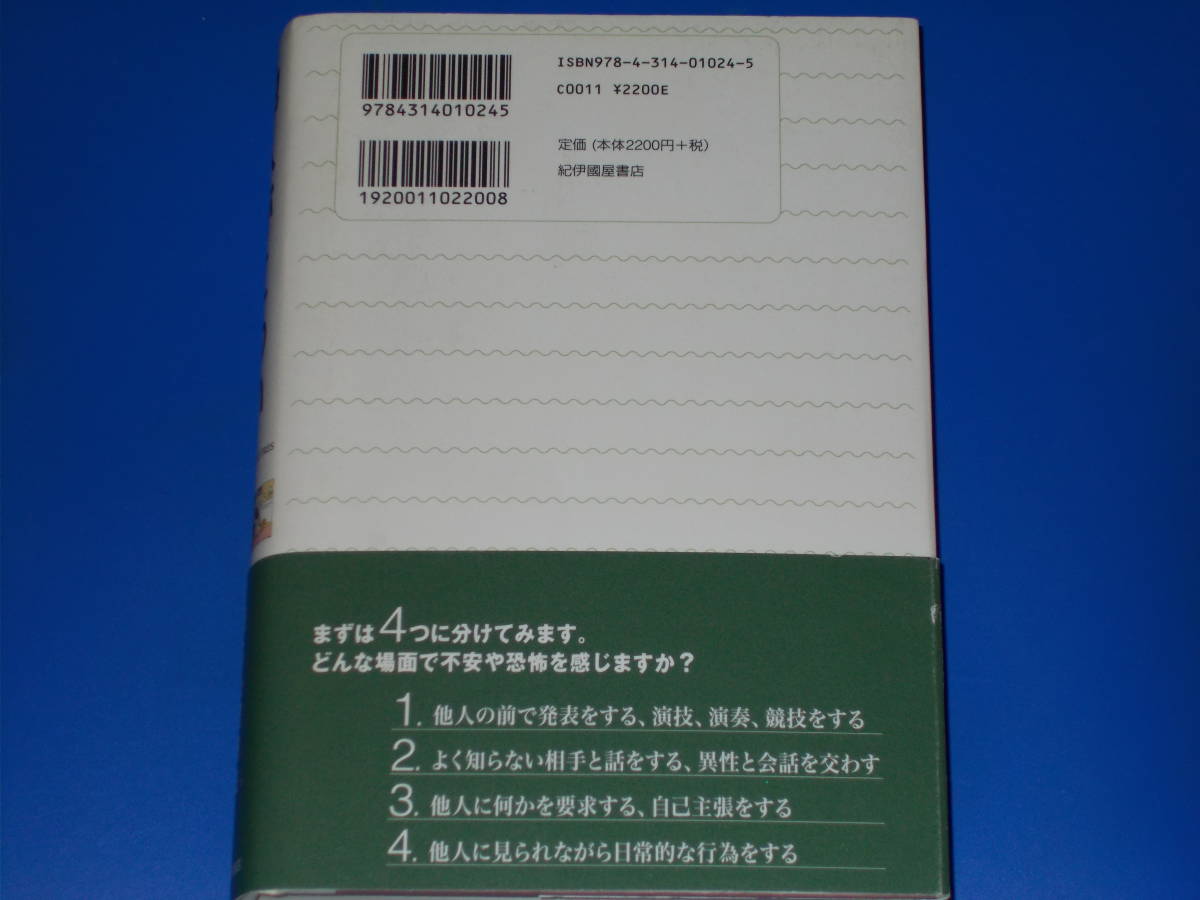 ISBN978-4-314-01024-5
C0011 ¥2200E
9784314010245
定価(本体2200円+税)
紀伊國屋書店
1920011022008
まずは4つに分けてみます。
どんな場面で不安や恐怖を感じますか?
1. 他人の前で発表をする、演技、演奏、競技をする
2. よく知らない相手と話をする、異性と会話を交わす
3. 他人に何かを要求する、自己主張をする
4. 他人に見られながら日常的な行為をする